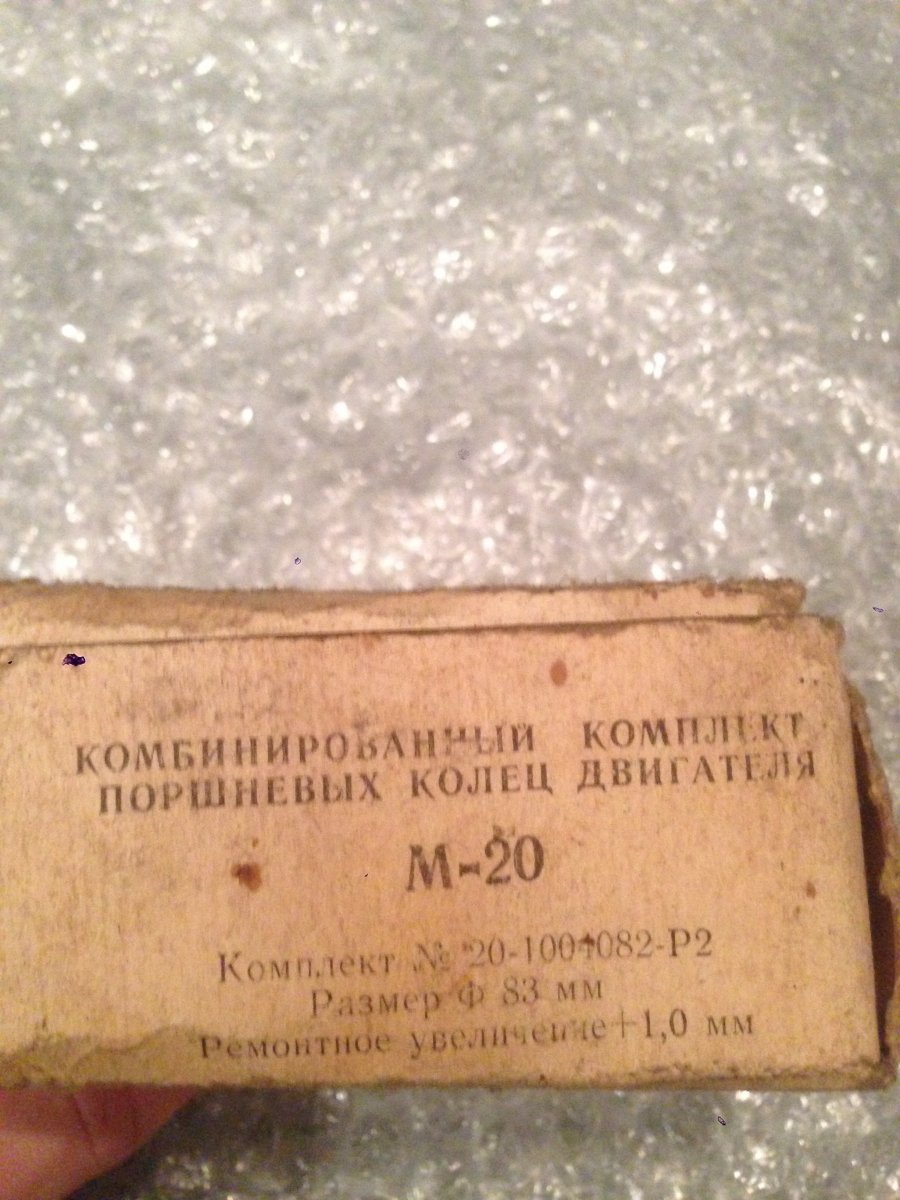 КОМБИНИРОВАННЫЙ КОМПЛЕКТ
ПОРШНЕВЫХ КОЛЕЦ ДВИГАТЕЛЯ
М-20
Комплект № 20-1004082-Р2
Размер Ф 83 мм
Ремонтное увеличение+1,0 мм